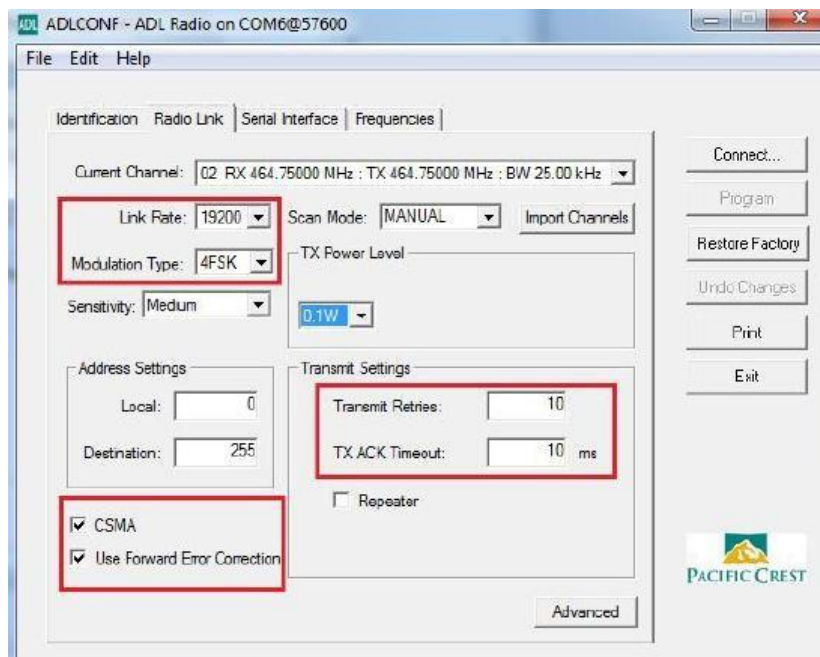 ADL ADLCONF - ADL Radio on COM6@57600
File Edit Help
Identification Radio Link Serial Interface Frequencies
Current Channel: 02 RX 464.75000 MHz : TX 464.75000 MHz : BW 25.00 kHz
Link Rate: 19200 Scan Mode: MANUAL Import Channels
Modulation Type: 4FSK TX Power Level
Sensitivity: Medium
0.1W
Address Settings
Local: 0
Destination: 255
Transmit Settings
Transmit Retries: 10
TX ACK Timeout: 10 ms
Repeater
CSMA
Use Forward Error Correction
Advanced
Connect...
Program
Restore Factory
Undo Changes
Print
Exit
PACIFIC CREST